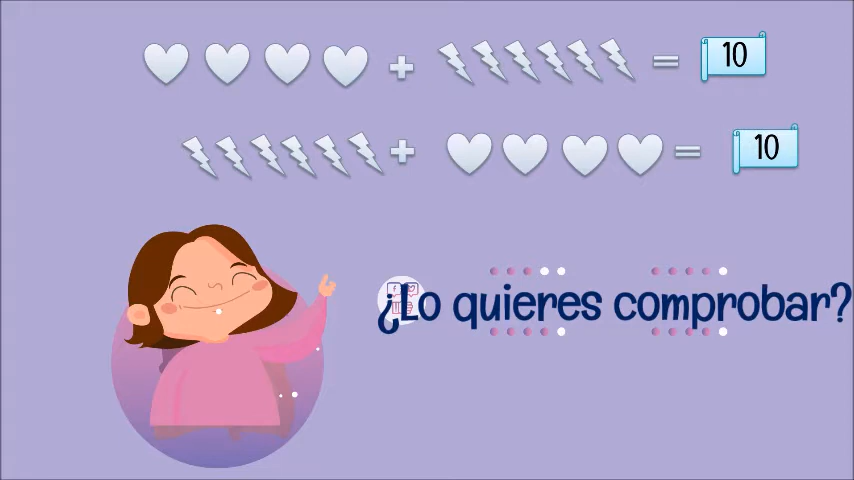 + = 10
+ = 10
¿Lo quieres comprobar?